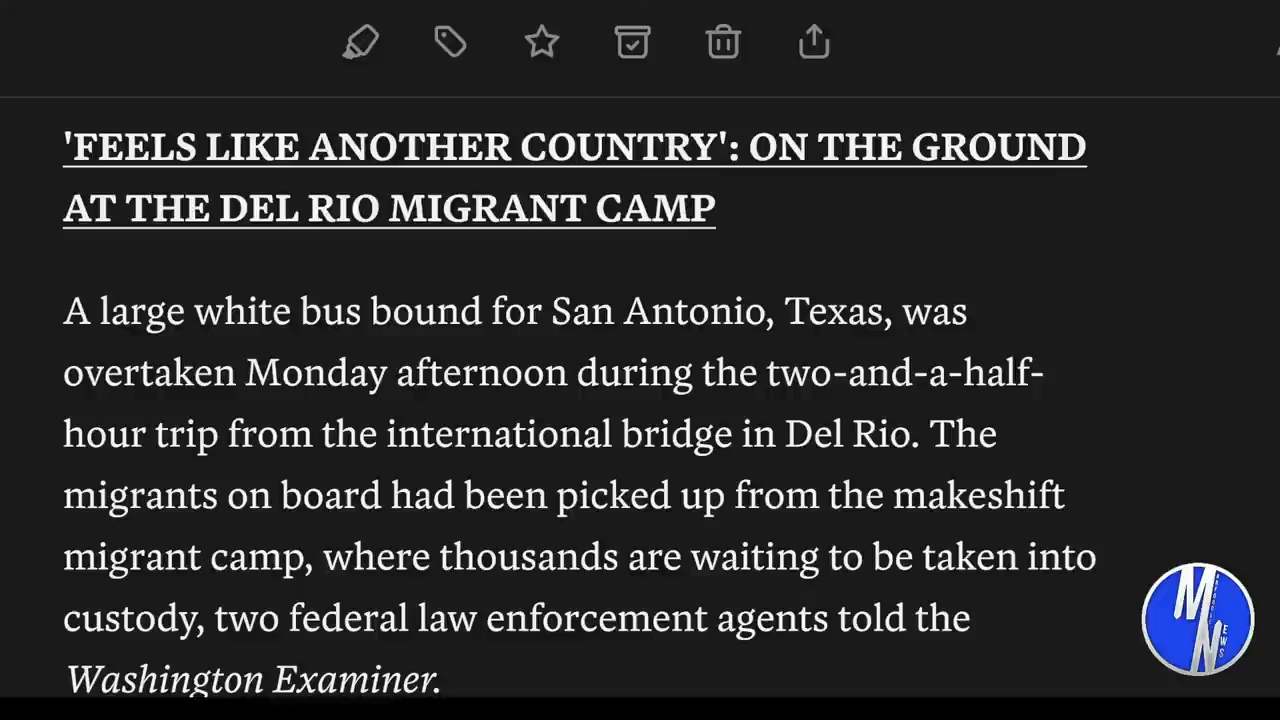 'FEELS LIKE ANOTHER COUNTRY': ON THE GROUND
AT THE DEL RIO MIGRANT CAMP
A large white bus bound for San Antonio, Texas, was
overtaken Monday afternoon during the two-and-a-half-
hour trip from the international bridge in Del Rio. The
migrants on board had been picked up from the makeshift
migrant camp, where thousands are waiting to be taken into
custody, two federal law enforcement agents told the
Washington Examiner.
M
N
EWS